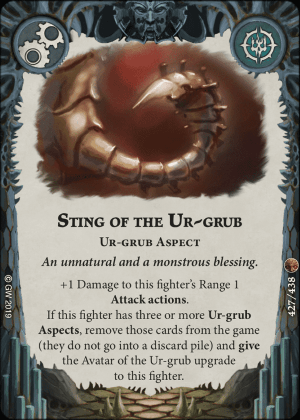 Sting of the Ur-grub
Ur-grub Aspect
An unnatural and a monstrous blessing.
+1 Damage to this fighter's Range 1
Attack actions.
If this fighter has three or more Ur-grub
Aspects, remove those cards from the game
(they do not go into a discard pile) and give
the Avatar of the Ur-grub upgrade
to this fighter.
© GW 2019
427/438